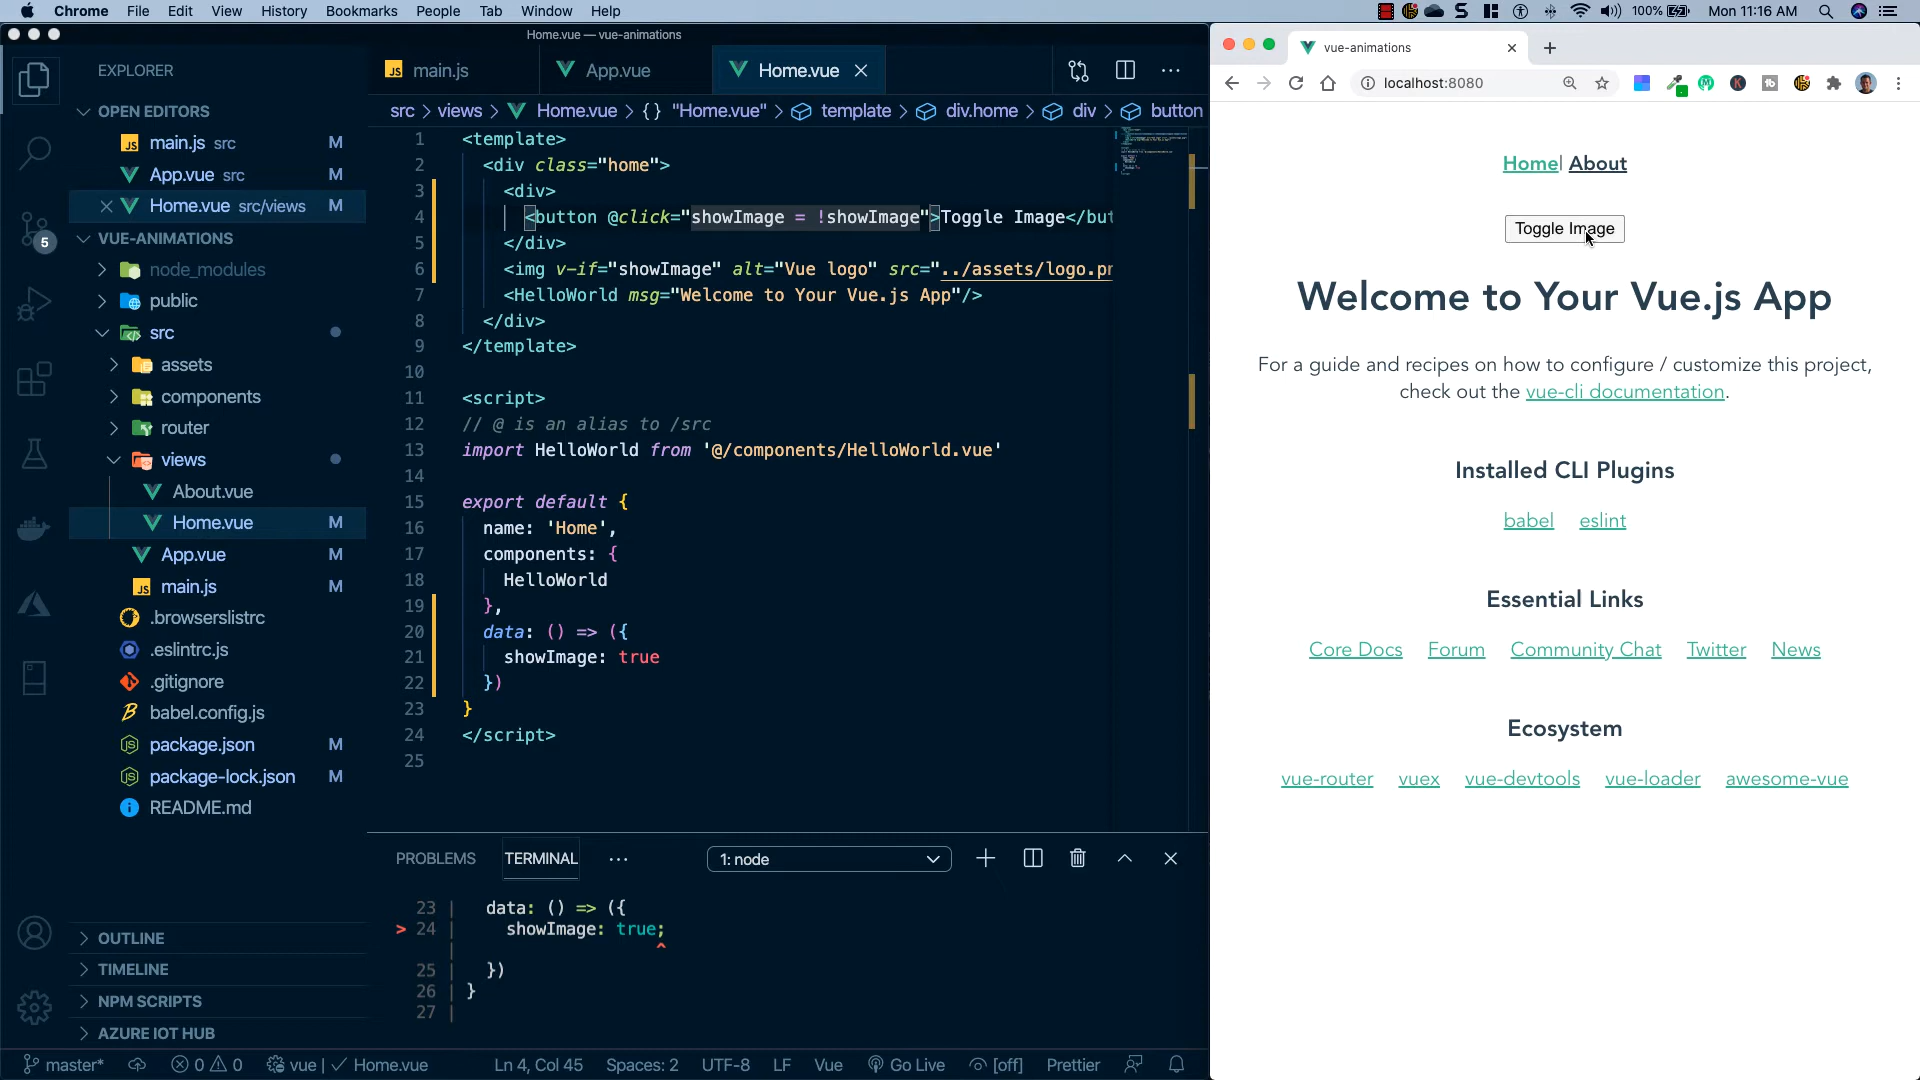 Chrome File Edit View History Bookmarks People Tab Window Help
100% Mon 11:16 AM
Home.vue — vue-animations
EXPLORER
OPEN EDITORS
main.js src M
App.vue src M
Home.vue src/views M
VUE-ANIMATIONS
node_modules
public
src
assets
components
router
views
About.vue
Home.vue M
App.vue M
main.js M
.browserslistrc
.eslintrc.js
.gitignore
babel.config.js
package.json M
package-lock.json M
README.md
OUTLINE
TIMELINE
NPM SCRIPTS
AZURE IOT HUB
5
main.js App.vue Home.vue
src > views > Home.vue > {} "Home.vue" > template > div.home > div > button
1 <template>
2 <div class="home">
3 <div>
4 <button @click="showImage = !showImage">Toggle Image</but
5 </div>
6 <img v-if="showImage" alt="Vue logo" src="../assets/logo.pn
7 <HelloWorld msg="Welcome to Your Vue.js App"/>
8 </div>
9 </template>
10
11 <script>
12 // @ is an alias to /src
13 import HelloWorld from '@/components/HelloWorld.vue'
14
15 export default {
16 name: 'Home',
17 components: {
18 HelloWorld
19 },
20 data: () => ({
21 showImage: true
22 })
23 }
24 </script>
25
PROBLEMS TERMINAL ··· 1: node
23 | data: () => ({
> 24 | showImage: true;
| ^
25 | })
26 | }
27 |
master* 0 0 vue | Home.vue Ln 4, Col 45 Spaces: 2 UTF-8 LF Vue Go Live [off] Prettier
vue-animations
localhost:8080
Home| About
Toggle Image
Welcome to Your Vue.js App
For a guide and recipes on how to configure / customize this project,
check out the vue-cli documentation.
Installed CLI Plugins
babel eslint
Essential Links
Core Docs Forum Community Chat Twitter News
Ecosystem
vue-router vuex vue-devtools vue-loader awesome-vue